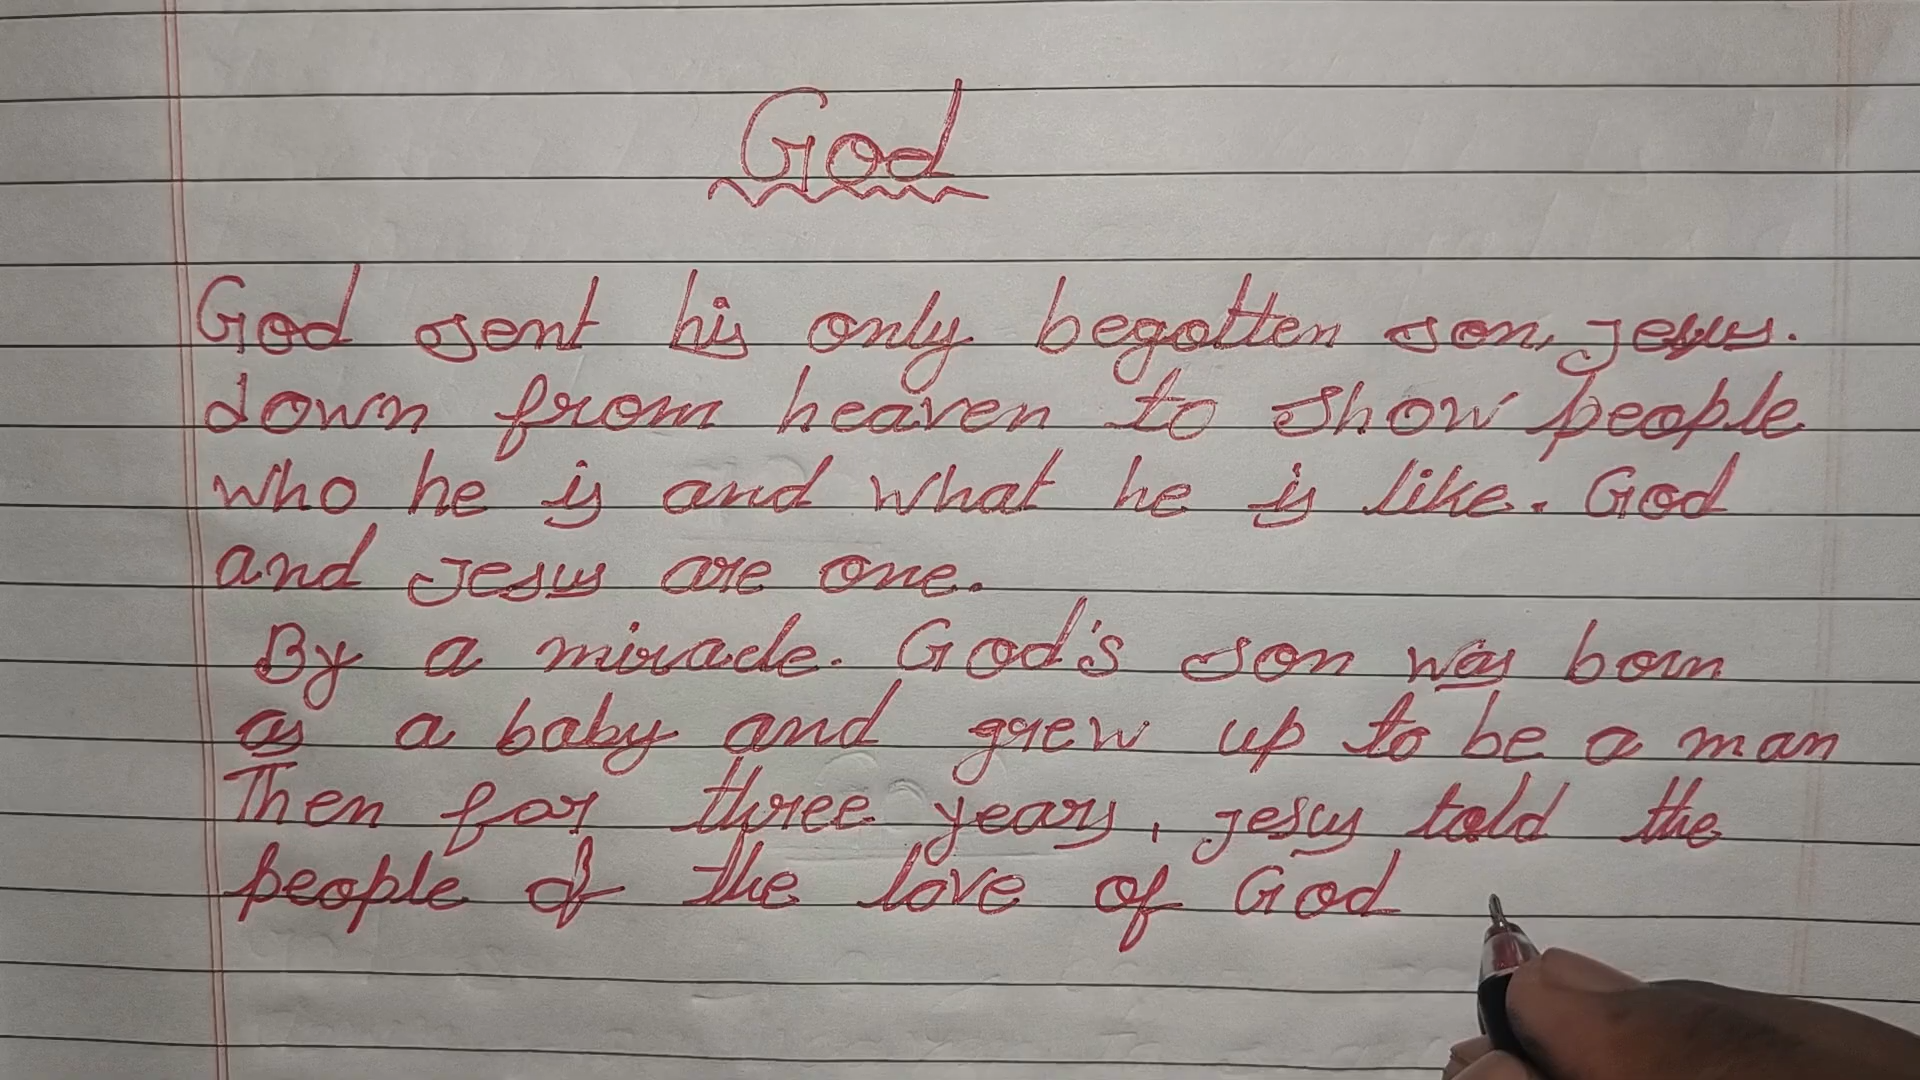 God
God sent his only begotten son, Jesus.
down from heaven to show people
who he is and what he is like. God
and Jesus are one.
By a miracle. God's son was born
as a baby and grew up to be a man
Then for three years, jesus told the
people of the love of God